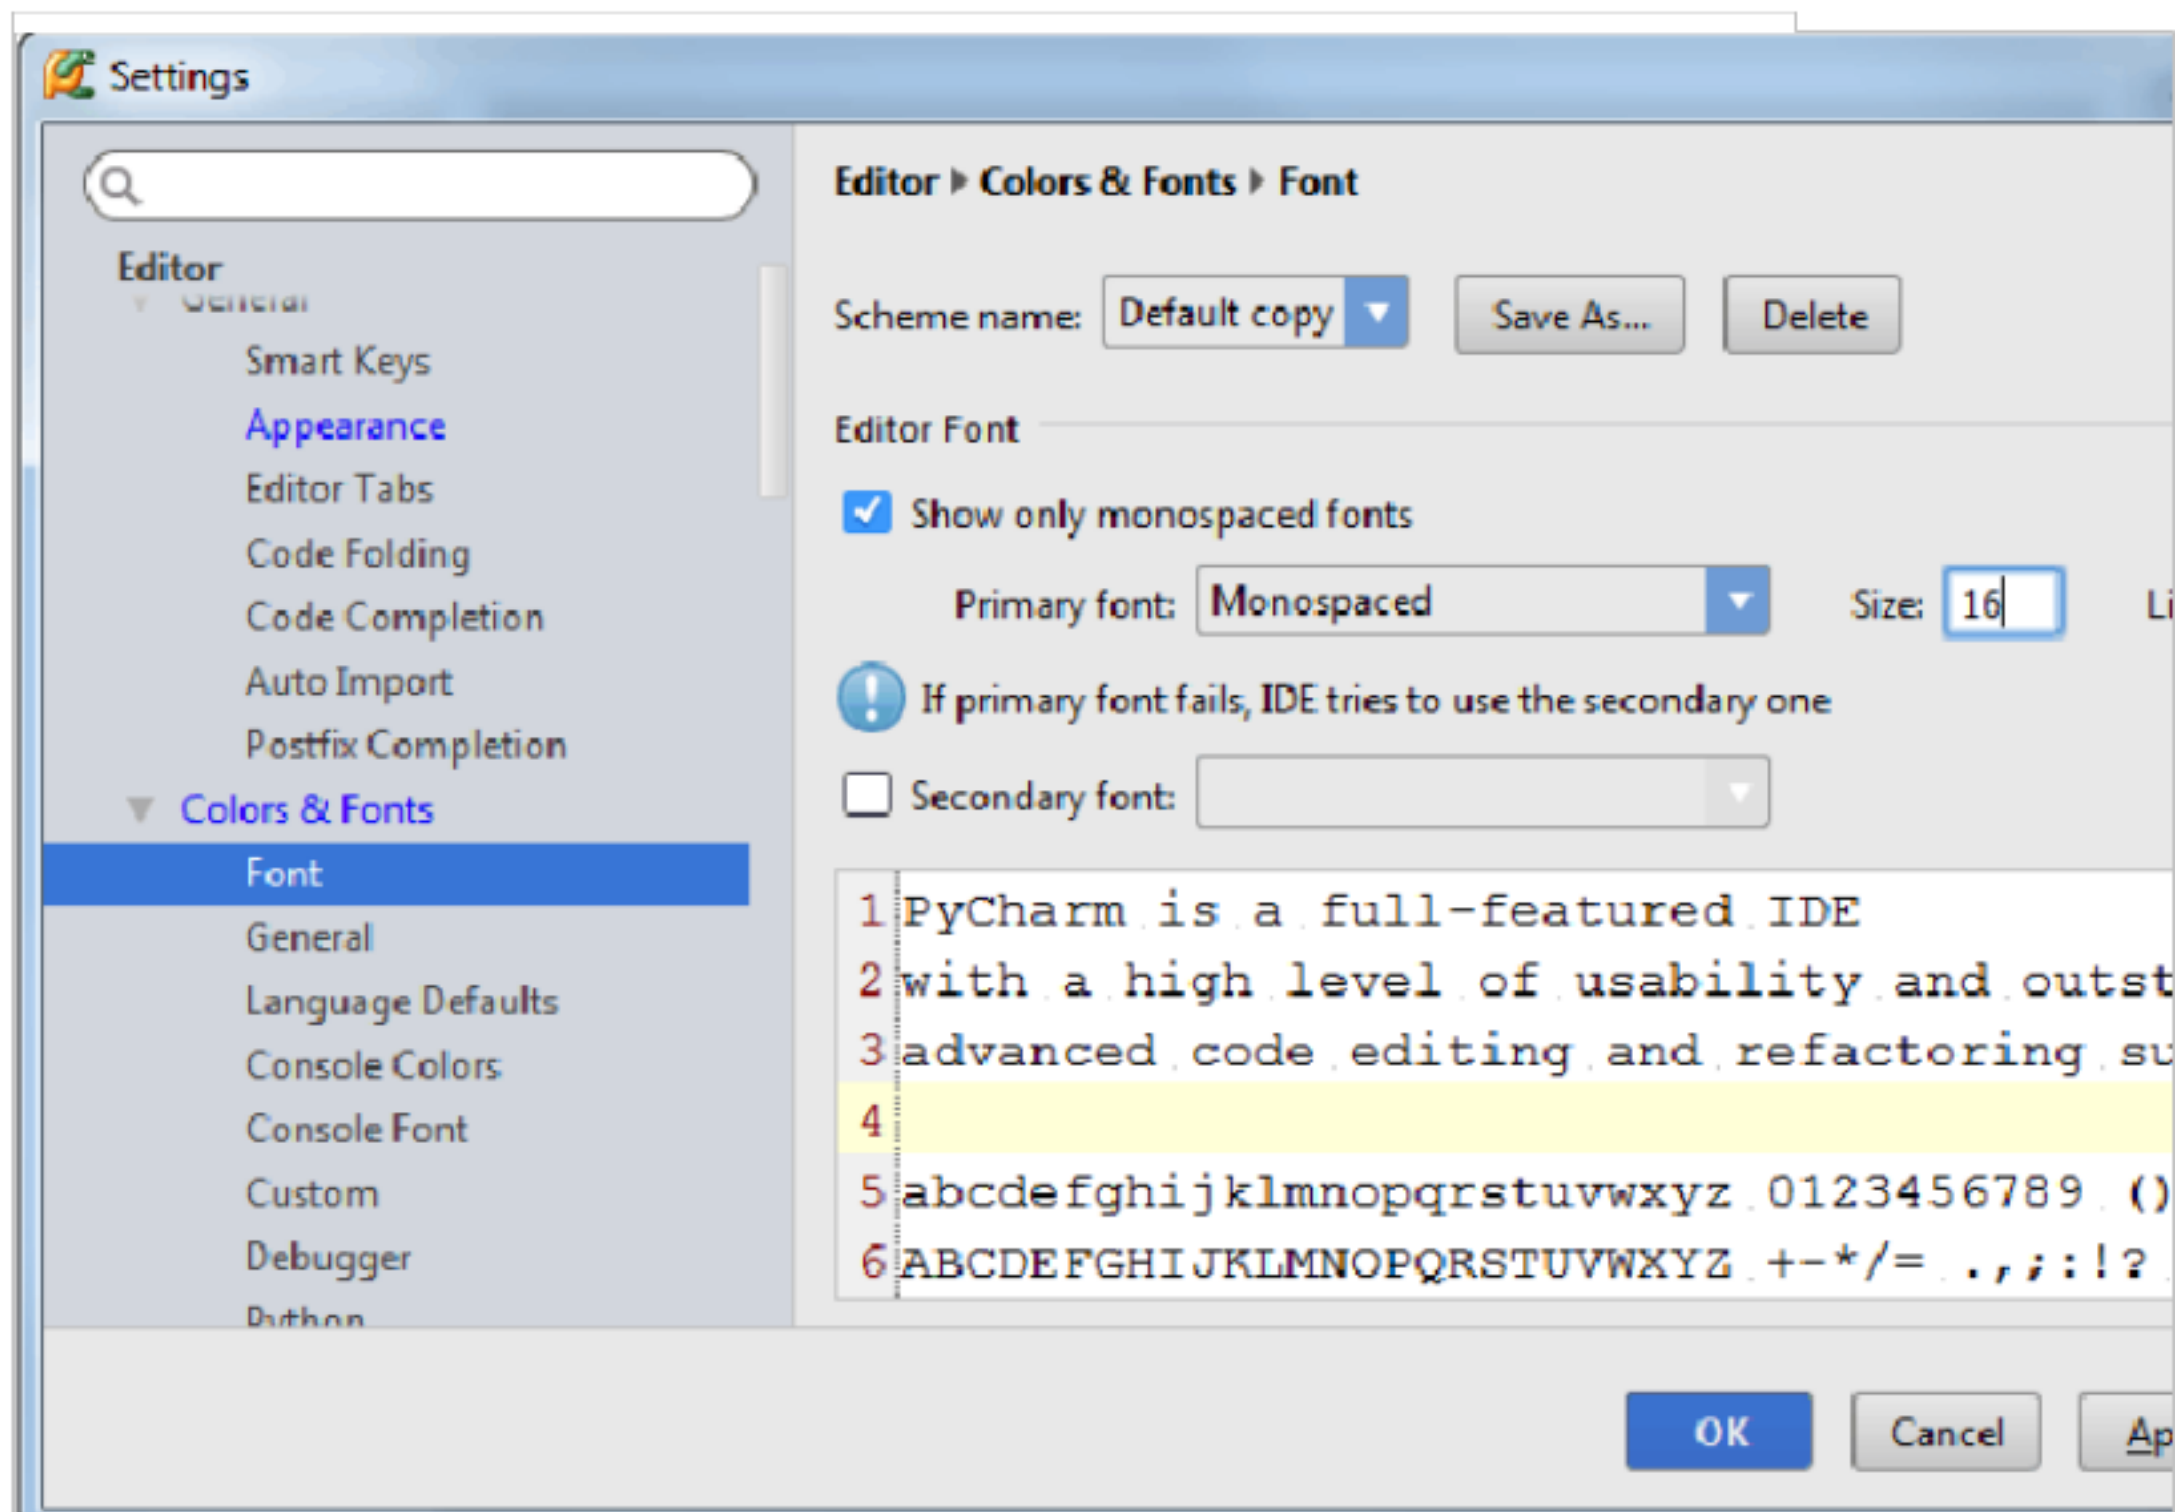 Settings
Editor
General
Smart Keys
Appearance
Editor Tabs
Code Folding
Code Completion
Auto Import
Postfix Completion
Colors & Fonts
Font
General
Language Defaults
Console Colors
Console Font
Custom
Debugger
Python
Editor Colors & Fonts Font
Scheme name: Default copy Save As... Delete
Editor Font
Show only monospaced fonts
Primary font: Monospaced Size: 16 Li
If primary font fails, IDE tries to use the secondary one
Secondary font:
1 PyCharm is a full-featured IDE
2 with a high level of usability and outst
3 advanced code editing and refactoring su
4
5 abcdefghijklmnopqrstuvwxyz 0123456789 ()
6 ABCDEFGHIJKLMNOPQRSTUVWXYZ +-*/= .,;:!?
OK Cancel Ap